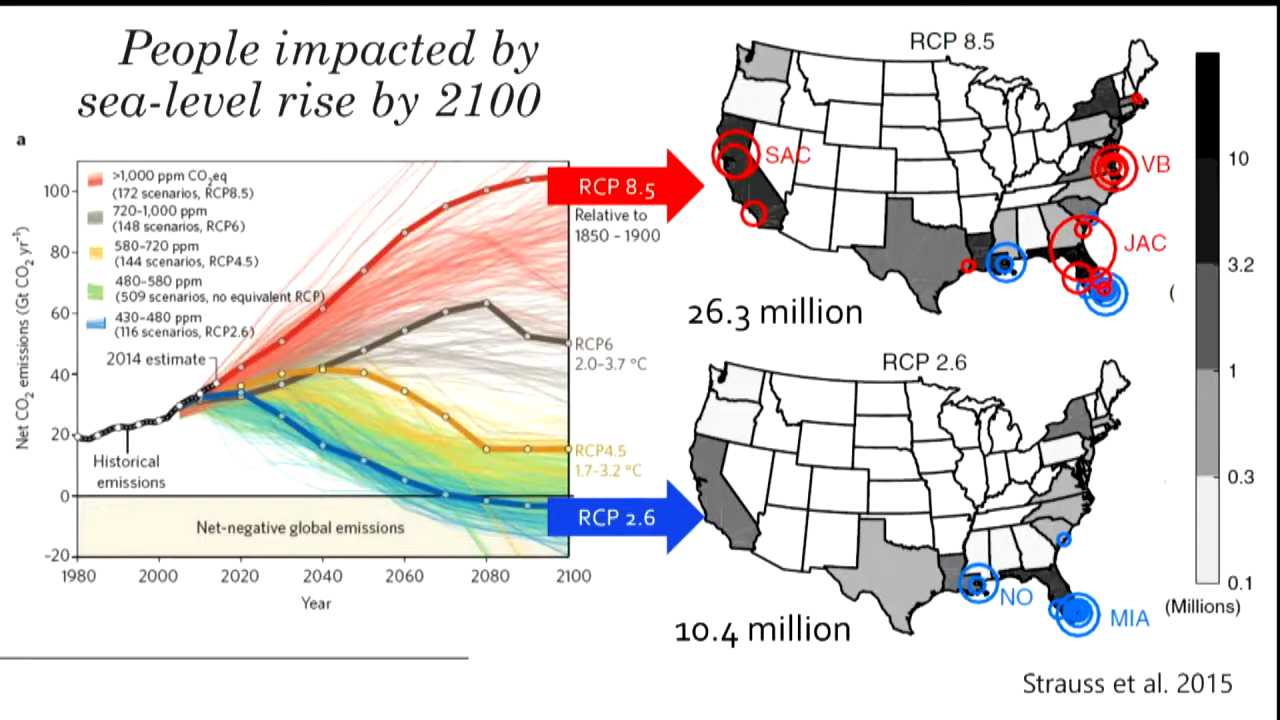 People impacted by
sea-level rise by 2100
a
Net CO2 emissions (Gt CO2 yr-1)
100
80
60
40
20
0
-20
1980
2000
2020
2040
2060
2080
2100
Year
>1,000 ppm CO2eq
(172 scenarios, RCP8.5)
720–1,000 ppm
(148 scenarios, RCP6)
580–720 ppm
(144 scenarios, RCP4.5)
480–580 ppm
(509 scenarios, no equivalent RCP)
430–480 ppm
(116 scenarios, RCP2.6)
2014 estimate
Historical
emissions
Net-negative global emissions
RCP 8.5
Relative to
1850 - 1900
RCP6
2.0–3.7 °C
RCP4.5
1.7–3.2 °C
RCP 2.6
RCP 8.5
SAC
VB
JAC
26.3 million
RCP 2.6
NO
MIA
10.4 million
10
3.2
(
1
0.3
0.1
(Millions)
Strauss et al. 2015